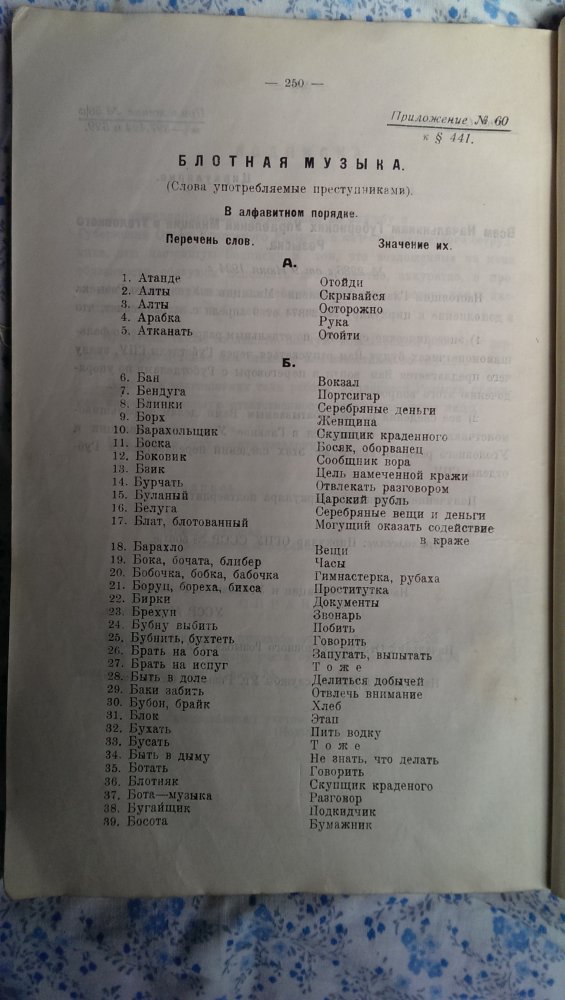 — 250 —
Приложение № 60
к § 441.
БЛОТНАЯ МУЗЫКА.
(Слова употребляемые преступниками).
В алфавитном порядке.
Перечень слов. Значение их.
А.
1. Атанде Отойди
2. Алты Скрывайся
3. Алты Осторожно
4. Арабка Рука
5. Атканать Отойти
Б.
6. Бан Вокзал
7. Бендуга Портсигар
8. Блинки Серебряные деньги
9. Борх Женщина
10. Барахольщик Скупщик краденного
11. Боска Босяк, оборванец
12. Боковик Сообщник вора
13. Бзик Цель намеченной кражи
14. Бурчать Отвлекать разговором
15. Буланый Царский рубль
16. Белуга Серебряные вещи и деньги
17. Блат, блотованный Могущий оказать содействие
в краже
18. Барахло Вещи
19. Бока, бочата, блибер Часы
20. Бобочка, бобка, бабочка Гимнастерка, рубаха
21. Боруц, бореха, бихса Проститутка
22. Бирки Документы
23. Брехун Звонарь
24. Бубну выбить Побить
25. Бубнить, бухтеть Говорить
26. Брать на бога Запугать, выпытать
27. Брать на испуг Тоже
28. Быть в доле Делиться добычей
29. Баки забить Отвлечь внимание
30. Бубон, брайк Хлеб
31. Блок Этап
32. Бухать Пить водку
33. Бусать Тоже
34. Быть в дыму Не знать, что делать
35. Ботать Говорить
36. Блотняк Скупщик краденого
37. Бота—музыка Разговор
38. Бугайщик Подкидчик
39. Босота Бумажник